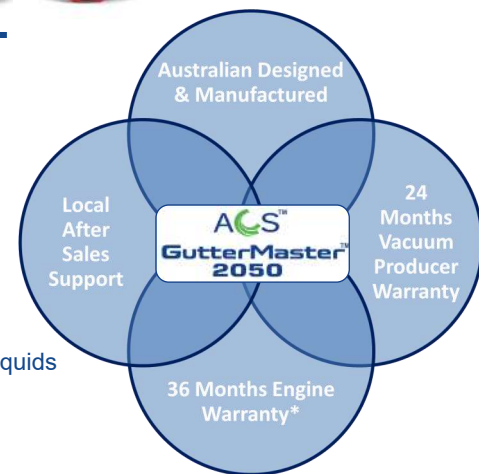 Australian Designed
& Manufactured
Local
After
Sales
Support
ACS™
GutterMaster™
2050
24
Months
Vacuum
Producer
Warranty
quids
36 Months Engine
Warranty*